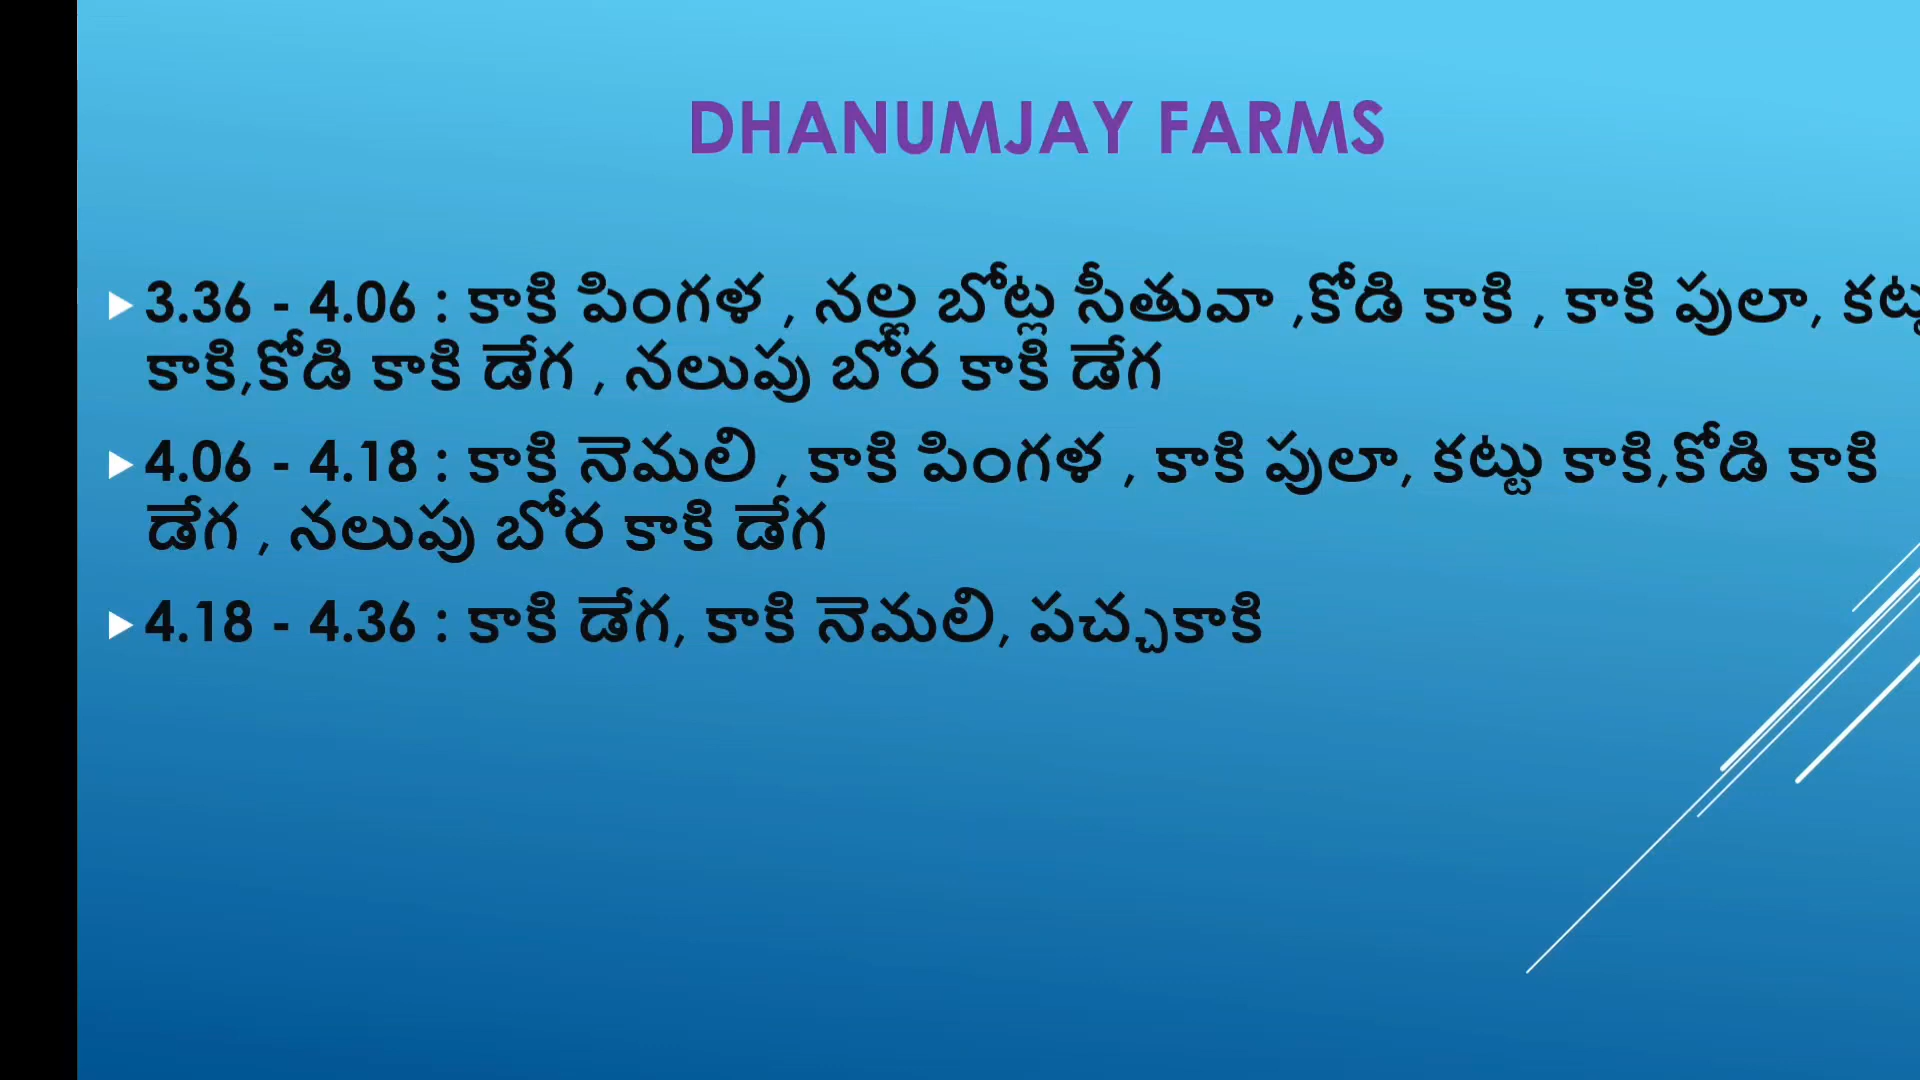 DHANUMJAY FARMS
3.36 - 4.06 : కాకి పింగళ , నల్ల బోట్ల సీతువా ,కోడి కాకి , కాకి పులా,
కాకి,కోడి కాకి డేగ , నలుపు బోర కాకి డేగ
4.06 - 4.18 : కాకి నెమలి , కాకి పింగళ , కాకి పులా, కట్టు కాకి,కోడి కాకి
డేగ , నలుపు బోర కాకి డేగ
4.18 - 4.36 : కాకి డేగ, కాకి నెమలి, పచ్చకాకి